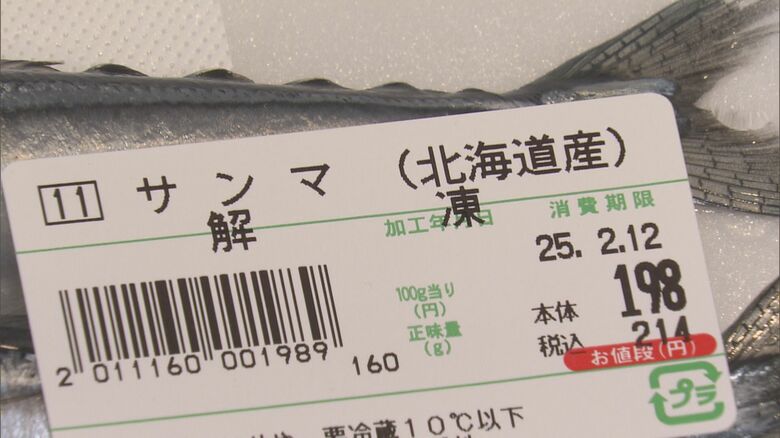 11 サンマ (北海道産)
解 凍
加工年 日 消費期限
25. 2.12
100g当り
(円)
正味量
(g)
本体 198
税込 214
お値段(円)
2 011160 001989 160
プラ
要冷蔵10℃以下